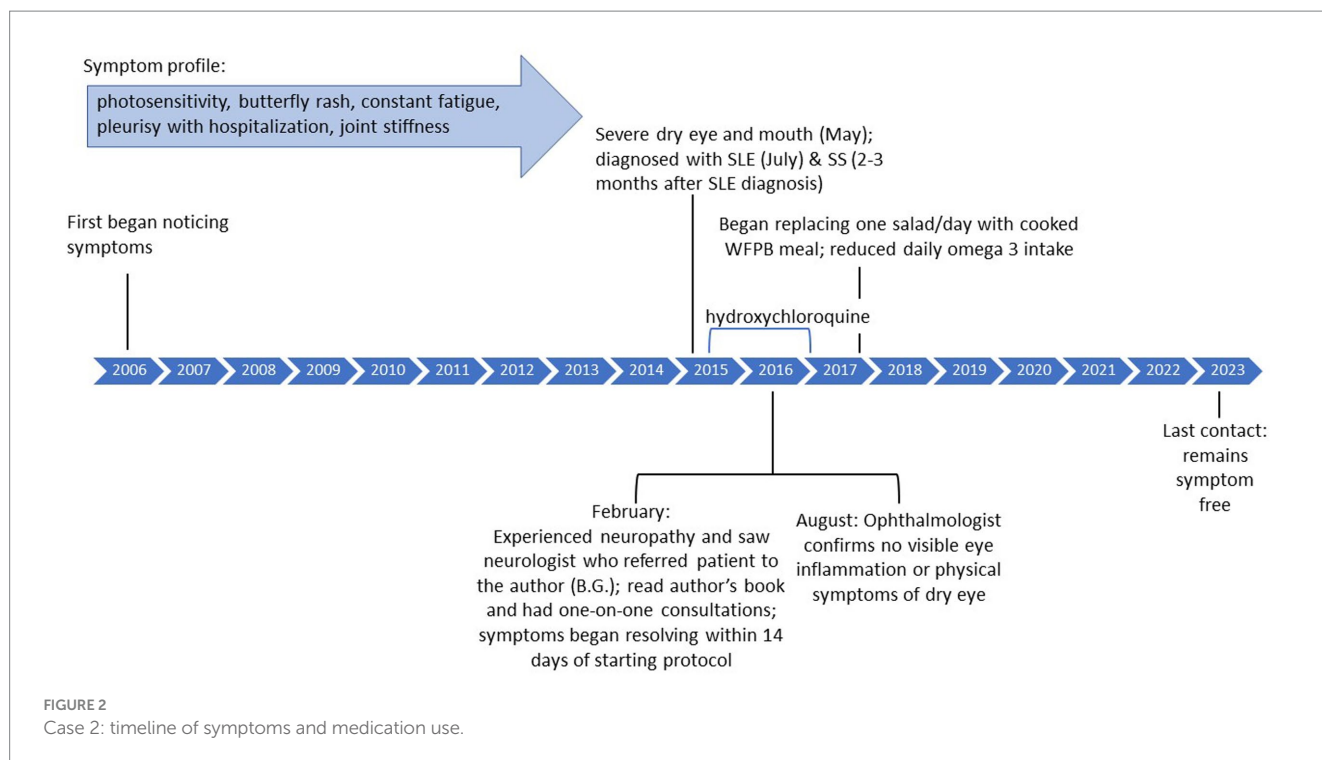 Symptom profile:
photosensitivity, butterfly rash, constant fatigue,
pleurisy with hospitalization, joint stiffness
Severe dry eye and mouth (May);
diagnosed with SLE (July) & SS (2-3
months after SLE diagnosis)
First began noticing
symptoms
Began replacing one salad/day with cooked
WFPB meal; reduced daily omega 3 intake
hydroxychloroquine
2006 2007 2008 2009 2010 2011 2012 2013 2014 2015 2016 2017 2018 2019 2020 2021 2022 2023
Last contact:
remains
symptom
free
February:
Experienced neuropathy and saw
neurologist who referred patient to
the author (B.G.); read author's book
and had one-on-one consultations;
symptoms began resolving within 14
days of starting protocol
August: Ophthalmologist
confirms no visible eye
inflammation or physical
symptoms of dry eye
FIGURE 2
Case 2: timeline of symptoms and medication use.